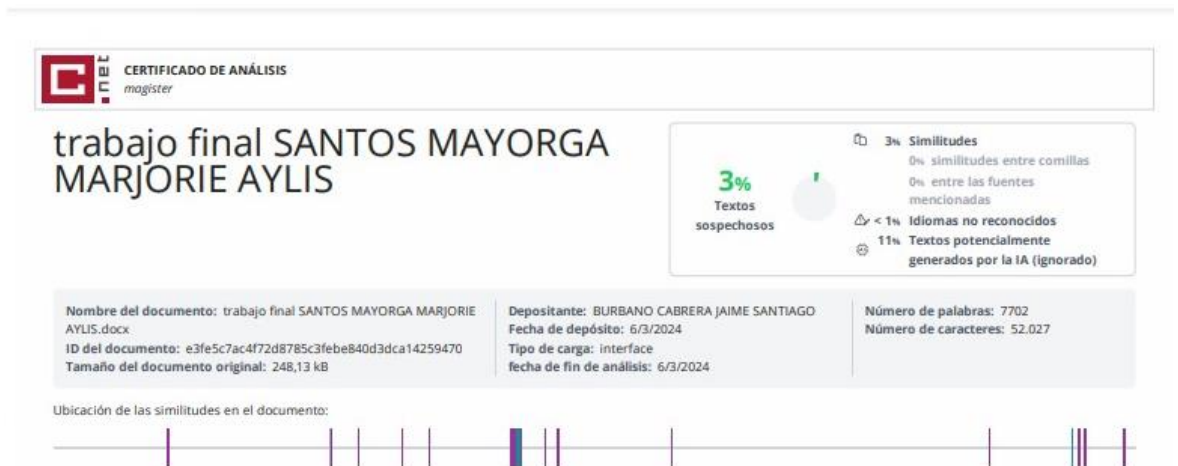 C.net
CERTIFICADO DE ANÁLISIS
magister
trabajo final SANTOS MAYORGA
MARJORIE AYLIS
3%
Textos
sospechosos
3% Similitudes
0% similitudes entre comillas
0% entre las fuentes
mencionadas
< 1% Idiomas no reconocidos
11% Textos potencialmente
generados por la IA (ignorado)
Nombre del documento: trabajo final SANTOS MAYORGA MARJORIE
AYLIS.docx
ID del documento: e3fe5c7ac4f72d8785c3febe840d3dca14259470
Tamaño del documento original: 248,13 kB
Depositante: BURBANO CABRERA JAIME SANTIAGO
Fecha de depósito: 6/3/2024
Tipo de carga: interface
fecha de fin de análisis: 6/3/2024
Número de palabras: 7702
Número de caracteres: 52.027
Ubicación de las similitudes en el documento: